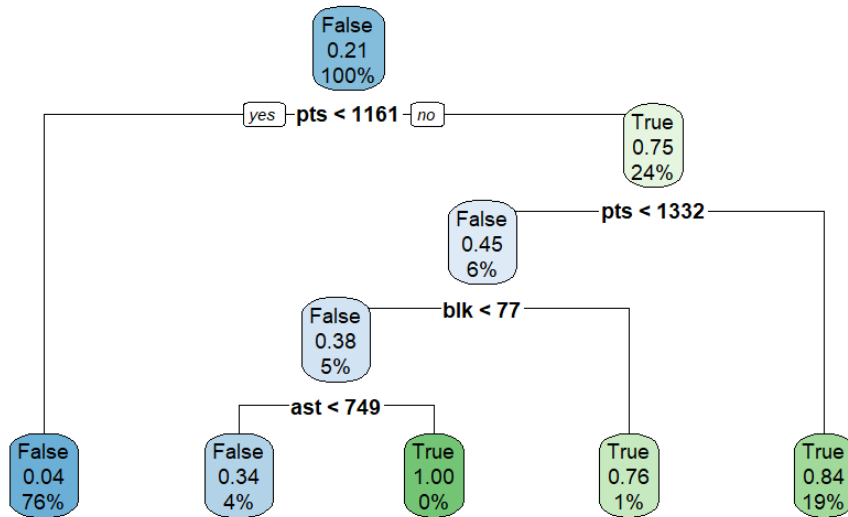 False
0.21
100%
yes pts < 1161 no
True
0.75
24%
pts < 1332
False
0.45
6%
blk < 77
False
0.38
5%
ast < 749
False
0.04
76%
False
0.34
4%
True
1.00
0%
True
0.76
1%
True
0.84
19%